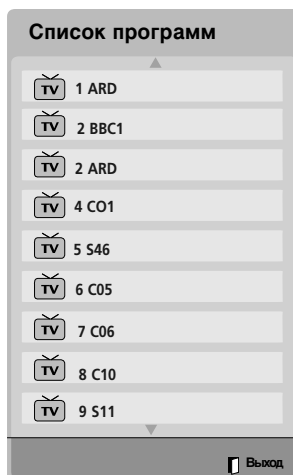 Список программ
TV 1 ARD
TV 2 BBC1
TV 2 ARD
TV 4 CO1
TV 5 S46
TV 6 C05
TV 7 C06
TV 8 C10
TV 9 S11
Выход